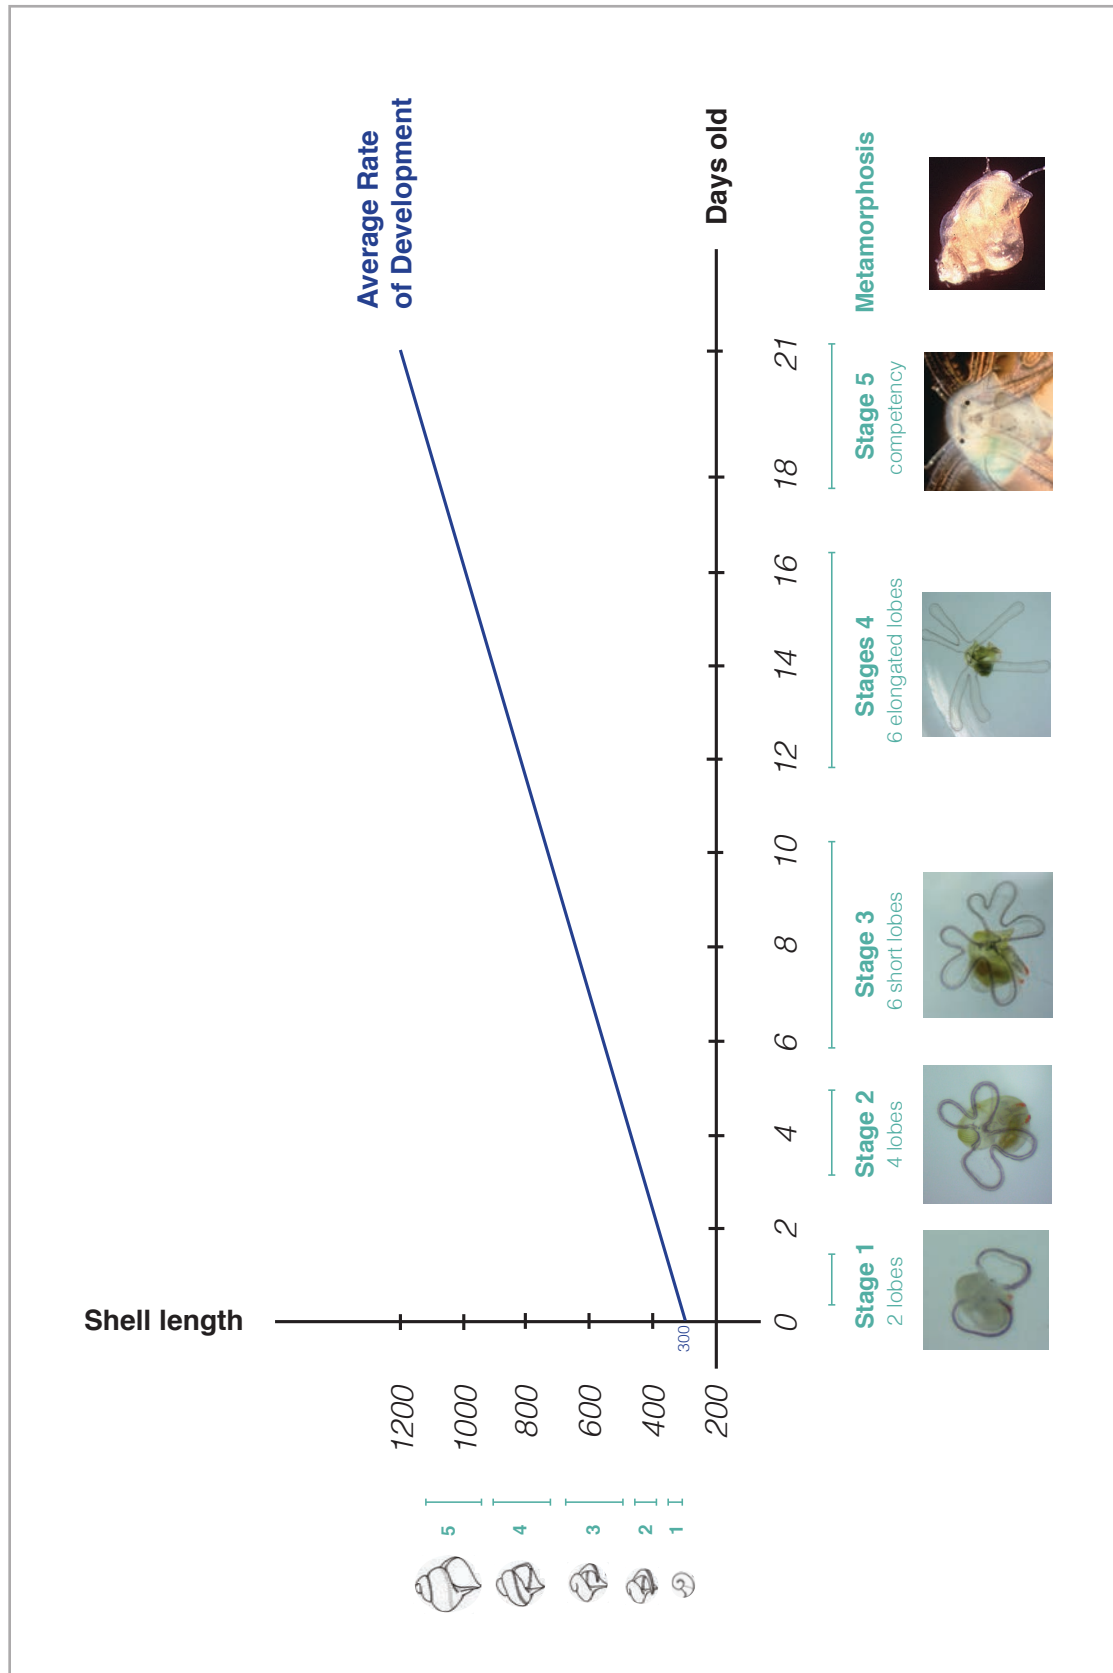 Average Rate
of Development
Shell length
1200
1000
800
600
400
300
200
5
4
3
2
1
Days old
0
2
4
6
8
10
12
14
16
18
21
Stage 1
2 lobes
Stage 2
4 lobes
Stage 3
6 short lobes
Stages 4
6 elongated lobes
Stage 5
competency
Metamorphosis